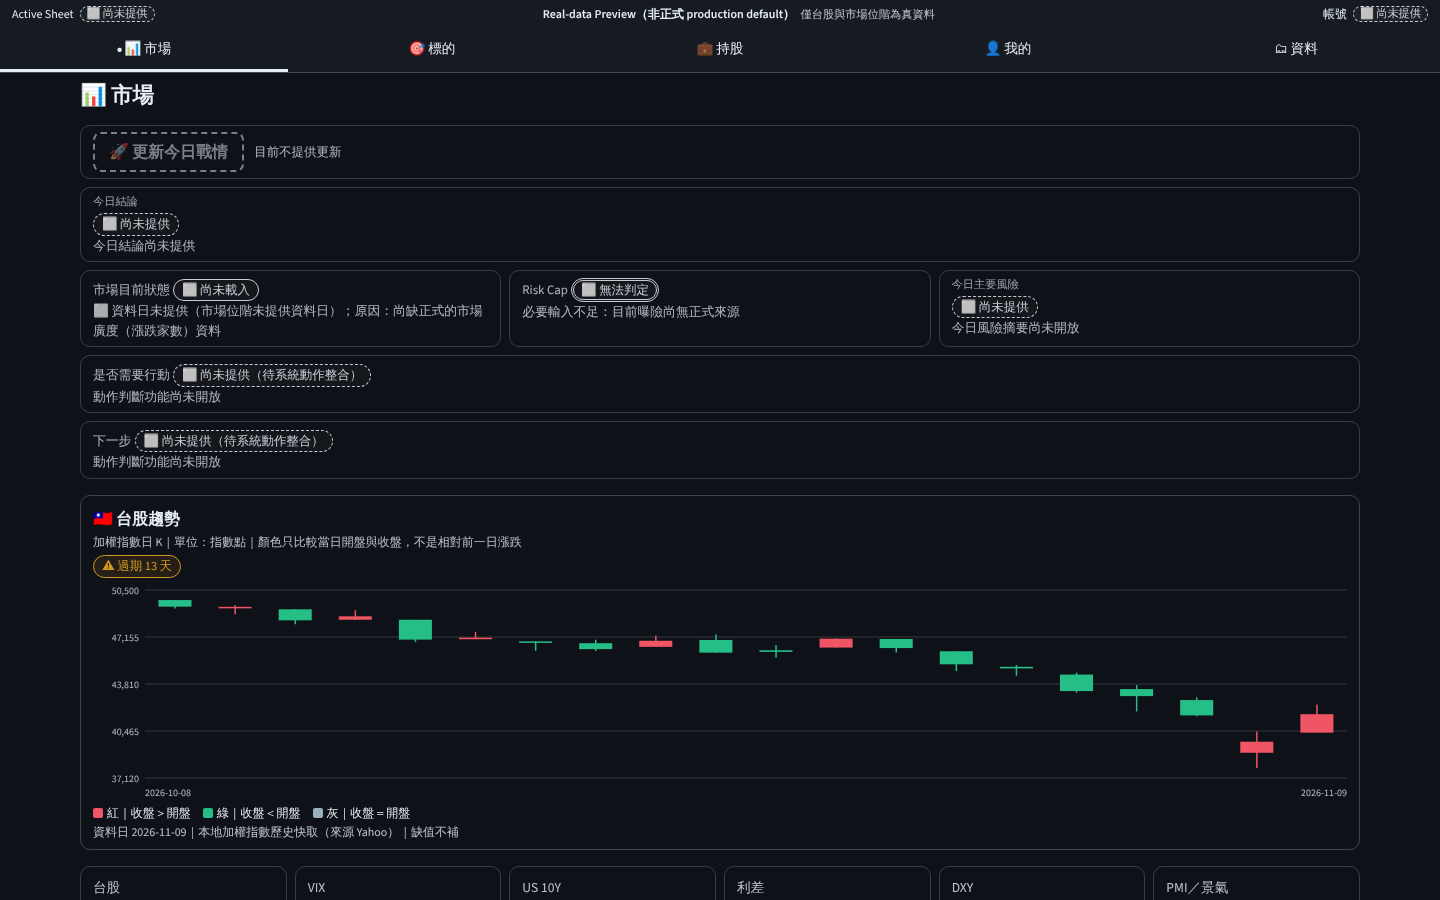 Active Sheet ⬜ 尚未提供
Real-data Preview（非正式 production default） 僅台股與市場位階為真資料
帳號 ⬜ 尚未提供
📊 市場
🎯 標的
💼 持股
👤 我的
🗂 資料
📊 市場
🚀 更新今日戰情 目前不提供更新
今日結論
⬜ 尚未提供
今日結論尚未提供
市場目前狀態 ⬜ 尚未載入
⬜ 資料日未提供（市場位階未提供資料日）；原因：尚缺正式的市場
廣度（漲跌家數）資料
Risk Cap ⬜ 無法判定
必要輸入不足：目前曝險尚無正式來源
今日主要風險
⬜ 尚未提供
今日風險摘要尚未開放
是否需要行動 ⬜ 尚未提供（待系統動作整合）
動作判斷功能尚未開放
下一步 ⬜ 尚未提供（待系統動作整合）
動作判斷功能尚未開放
🇹🇼 台股趨勢
加權指數日 K｜單位：指數點｜顏色只比較當日開盤與收盤，不是相對前一日漲跌
⚠ 過期 13 天
50,500
47,155
43,810
40,465
37,120
2026-10-08
2026-11-09
紅｜收盤＞開盤 綠｜收盤＜開盤 灰｜收盤＝開盤
資料日 2026-11-09｜本地加權指數歷史快取（來源 Yahoo）｜缺值不補
台股
VIX
US 10Y
利差
DXY
PMI／景氣